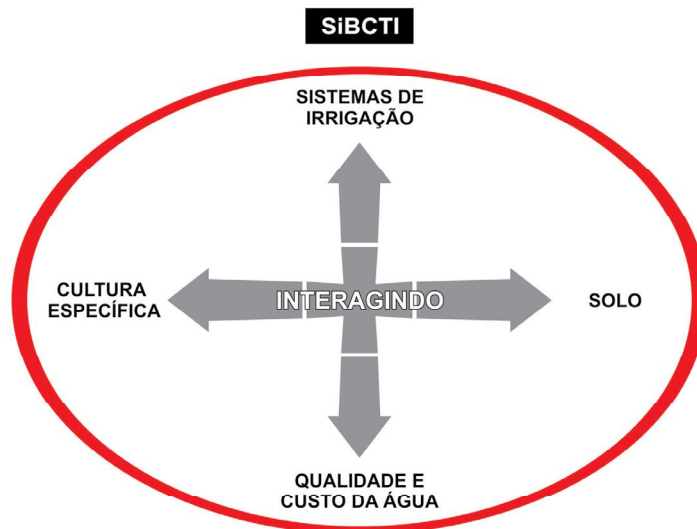 SiBCTI
SISTEMAS DE
IRRIGAÇÃO
CULTURA
ESPECÍFICA
INTERAGINDO
SOLO
QUALIDADE E
CUSTO DA ÁGUA